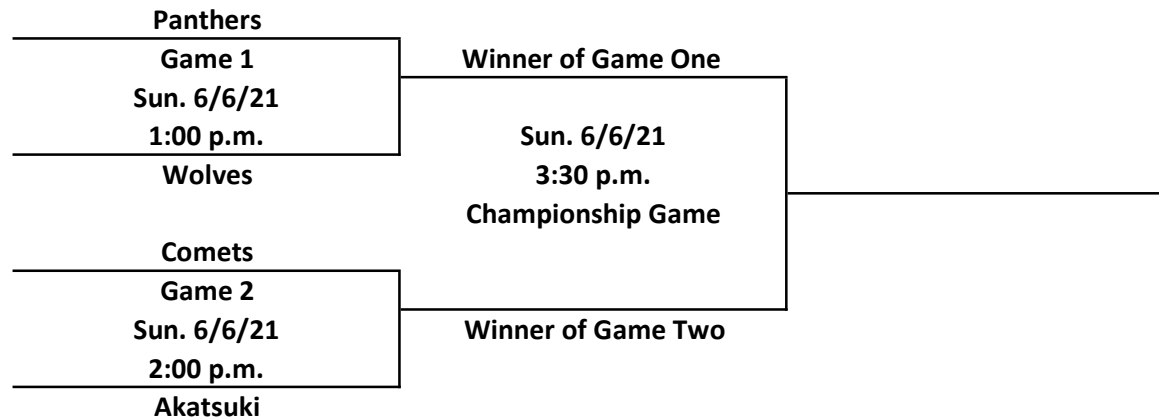 Panthers
Game 1
Sun. 6/6/21
1:00 p.m.
Wolves
Winner of Game One
Sun. 6/6/21
3:30 p.m.
Championship Game
Comets
Game 2
Sun. 6/6/21
2:00 p.m.
Akatsuki
Winner of Game Two